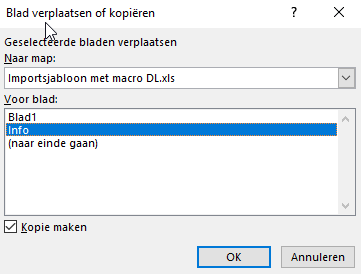 Blad verplaatsen of kopiëren
Geselecteerde bladen verplaatsen
Naar map:
Importsjabloon met macro DL.xls
Voor blad:
Blad1
Info
(naar einde gaan)
Kopie maken
OK
Annuleren